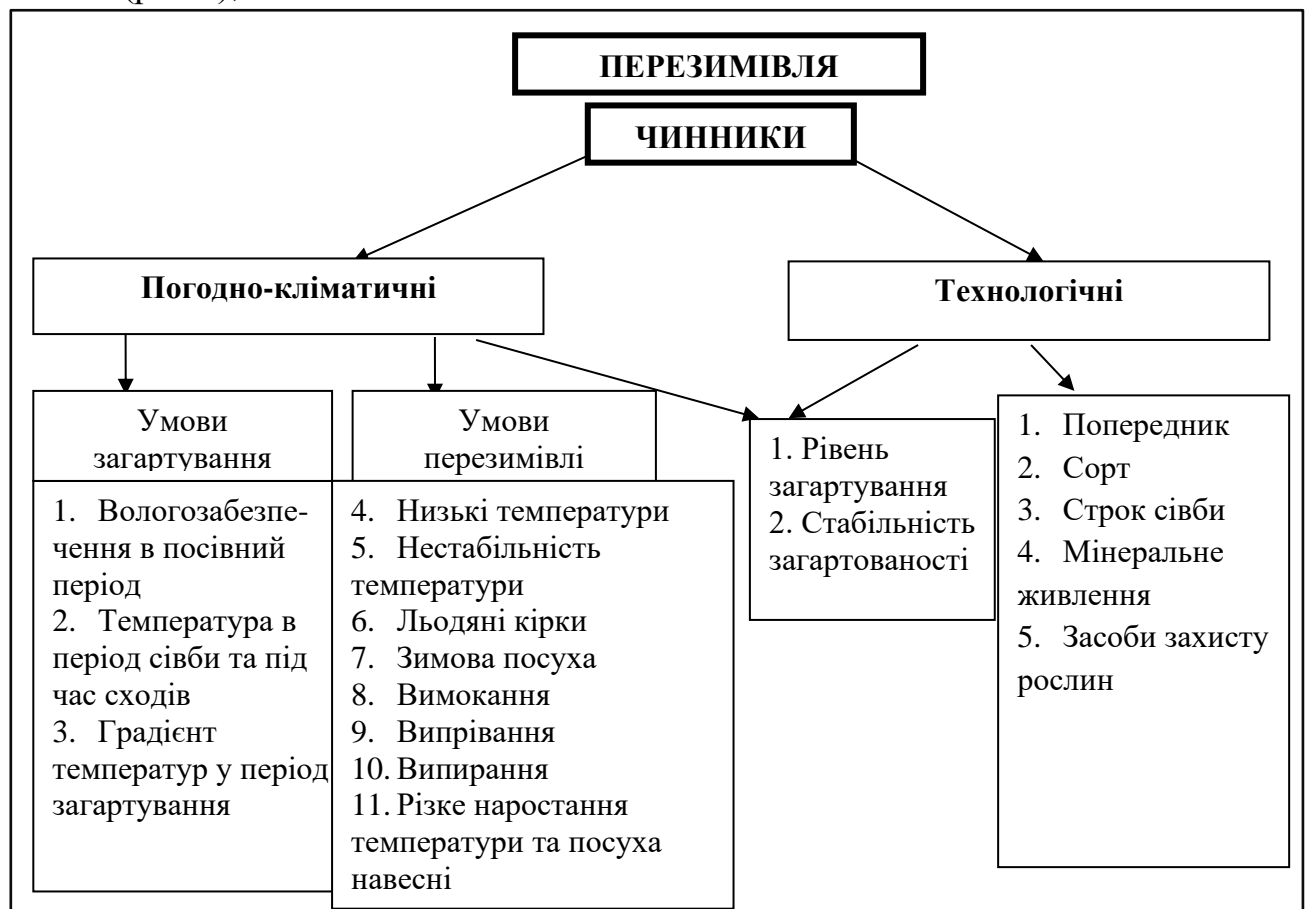 ПЕРЕЗИМІВЛЯ
ЧИННИКИ
Погодно-кліматичні
Технологічні
Умови
загартування
Умови
перезимівлі
1. Вологозабезпе-
чення в посівний
період
2. Температура в
період сівби та під
час сходів
3. Градієнт
температур у період
загартування
4. Низькі температури
5. Нестабільність
температури
6. Льодяні кірки
7. Зимова посуха
8. Вимокання
9. Випрівання
10. Випирання
11. Різке наростання
температури та посуха
навесні
1. Рівень
загартування
2. Стабільність
загартованості
1. Попередник
2. Сорт
3. Строк сівби
4. Мінеральне
живлення
5. Засоби захисту
рослин